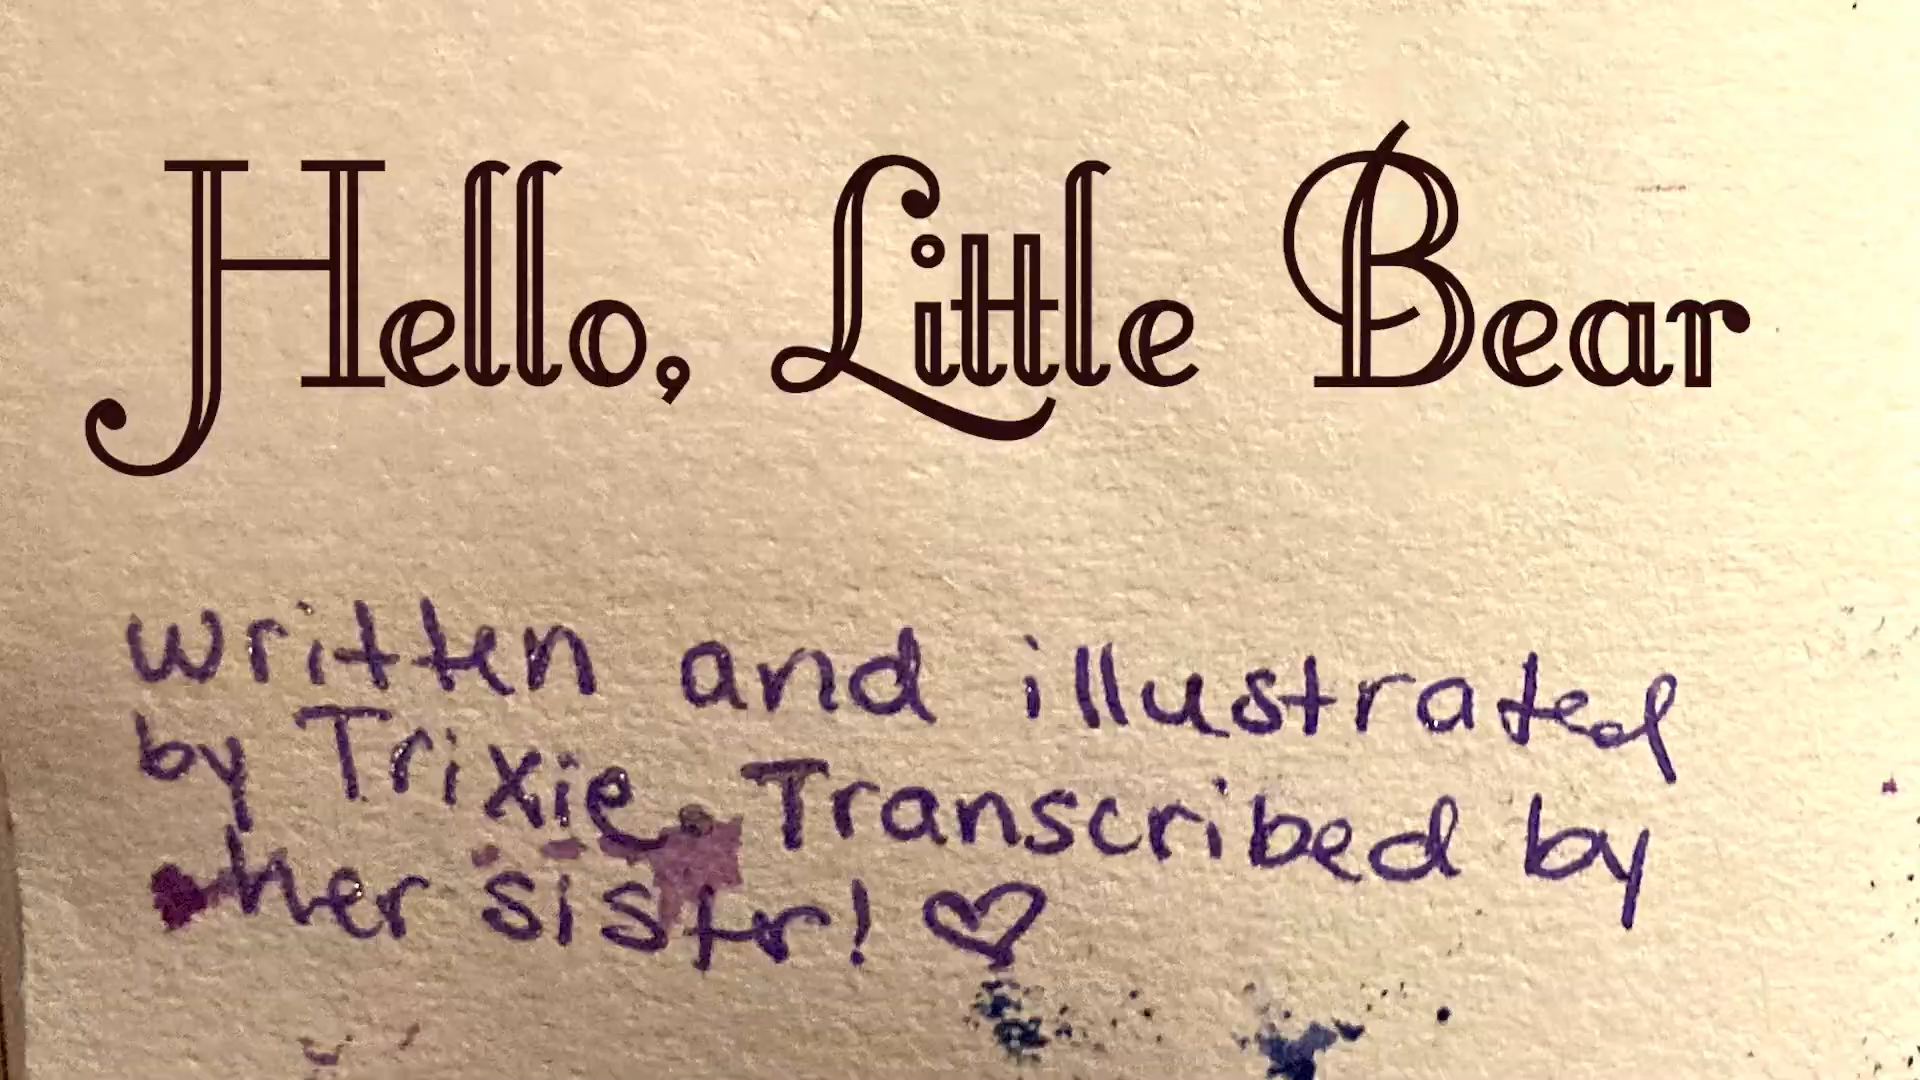 Hello, Little Bear
written and illustrated
by Trixie. Transcribed by
her sistr! ♡